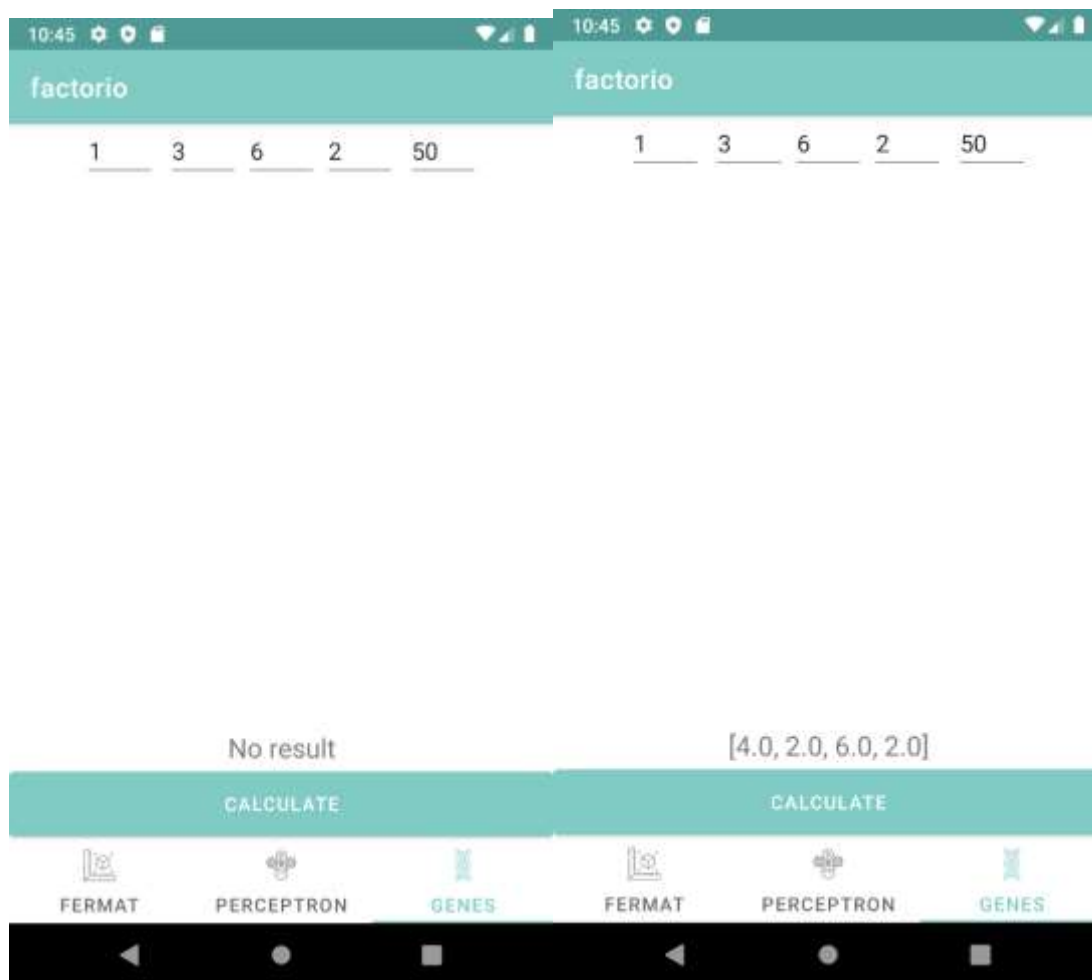 10:45
factorio
1 3 6 2 50
No result
CALCULATE
FERMAT PERCEPTRON GENES
10:45
factorio
1 3 6 2 50
[4.0, 2.0, 6.0, 2.0]
CALCULATE
FERMAT PERCEPTRON GENES